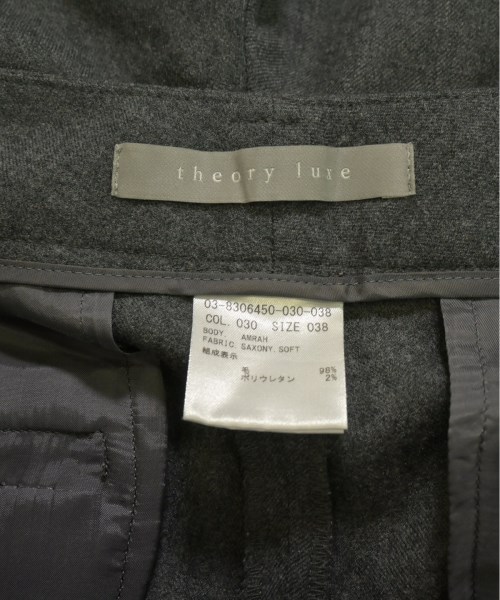 theory luxe
03-8306450-030-038
COL. 030 SIZE 038
BODY. AMRAH
FABRIC SAXONY.SOFT
組成表示
毛 98%
ポリウレタン 2%